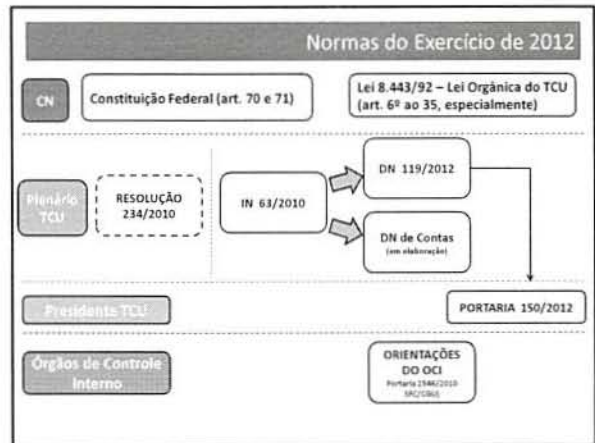 Normas do Exercício de 2012
CN
Constituição Federal (art. 70 e 71)
Lei 8.443/92 – Lei Orgânica do TCU
(art. 6º ao 35, especialmente)
Plenário
TCU
RESOLUÇÃO
234/2010
IN 63/2010
DN 119/2012
DN de Contas
(em elaboração)
Presidente TCU
PORTARIA 150/2012
Órgãos de Controle
Interno
ORIENTAÇÕES
DO OCI
Portaria 2546/2010